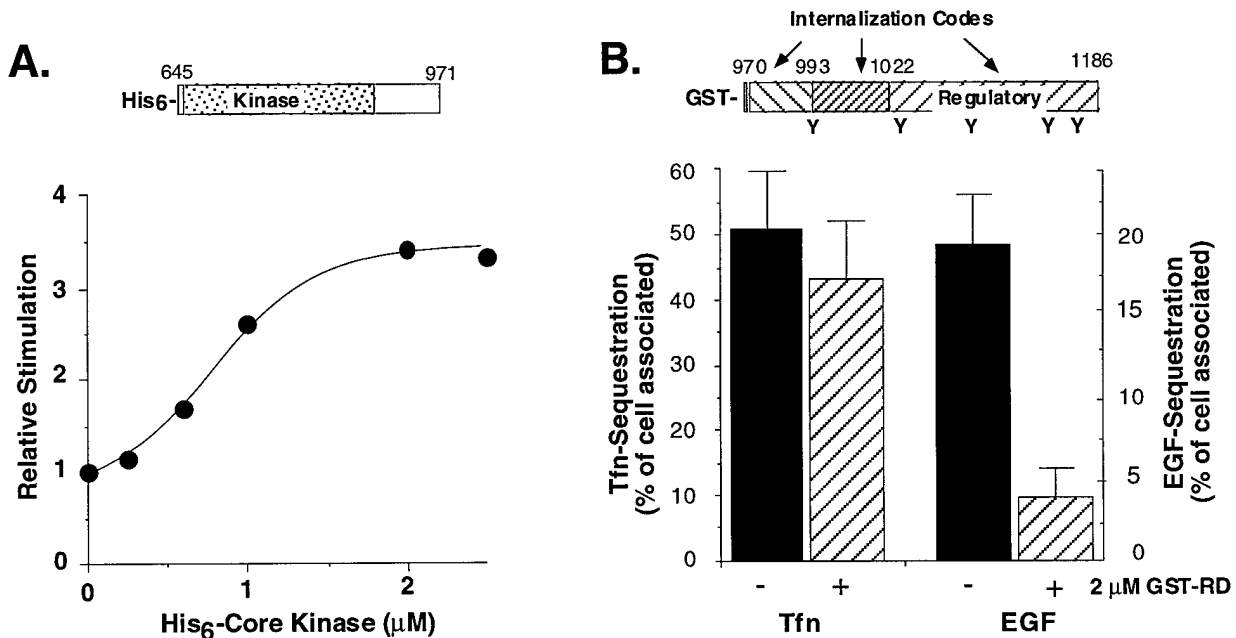 A.
645
971
His6-
Kinase
4
3
2
1
0
Relative Stimulation
0
1
2
His6-Core Kinase (μM)
Internalization Codes
B.
970
993
1022
1186
GST-
Regulatory
Y
Y
Y
Y
Y
60
50
40
30
20
10
0
Tfn-Sequestration
(% of cell associated)
20
15
10
5
0
EGF-Sequestration
(% of cell associated)
-
+
-
+
2 μM GST-RD
Tfn
EGF